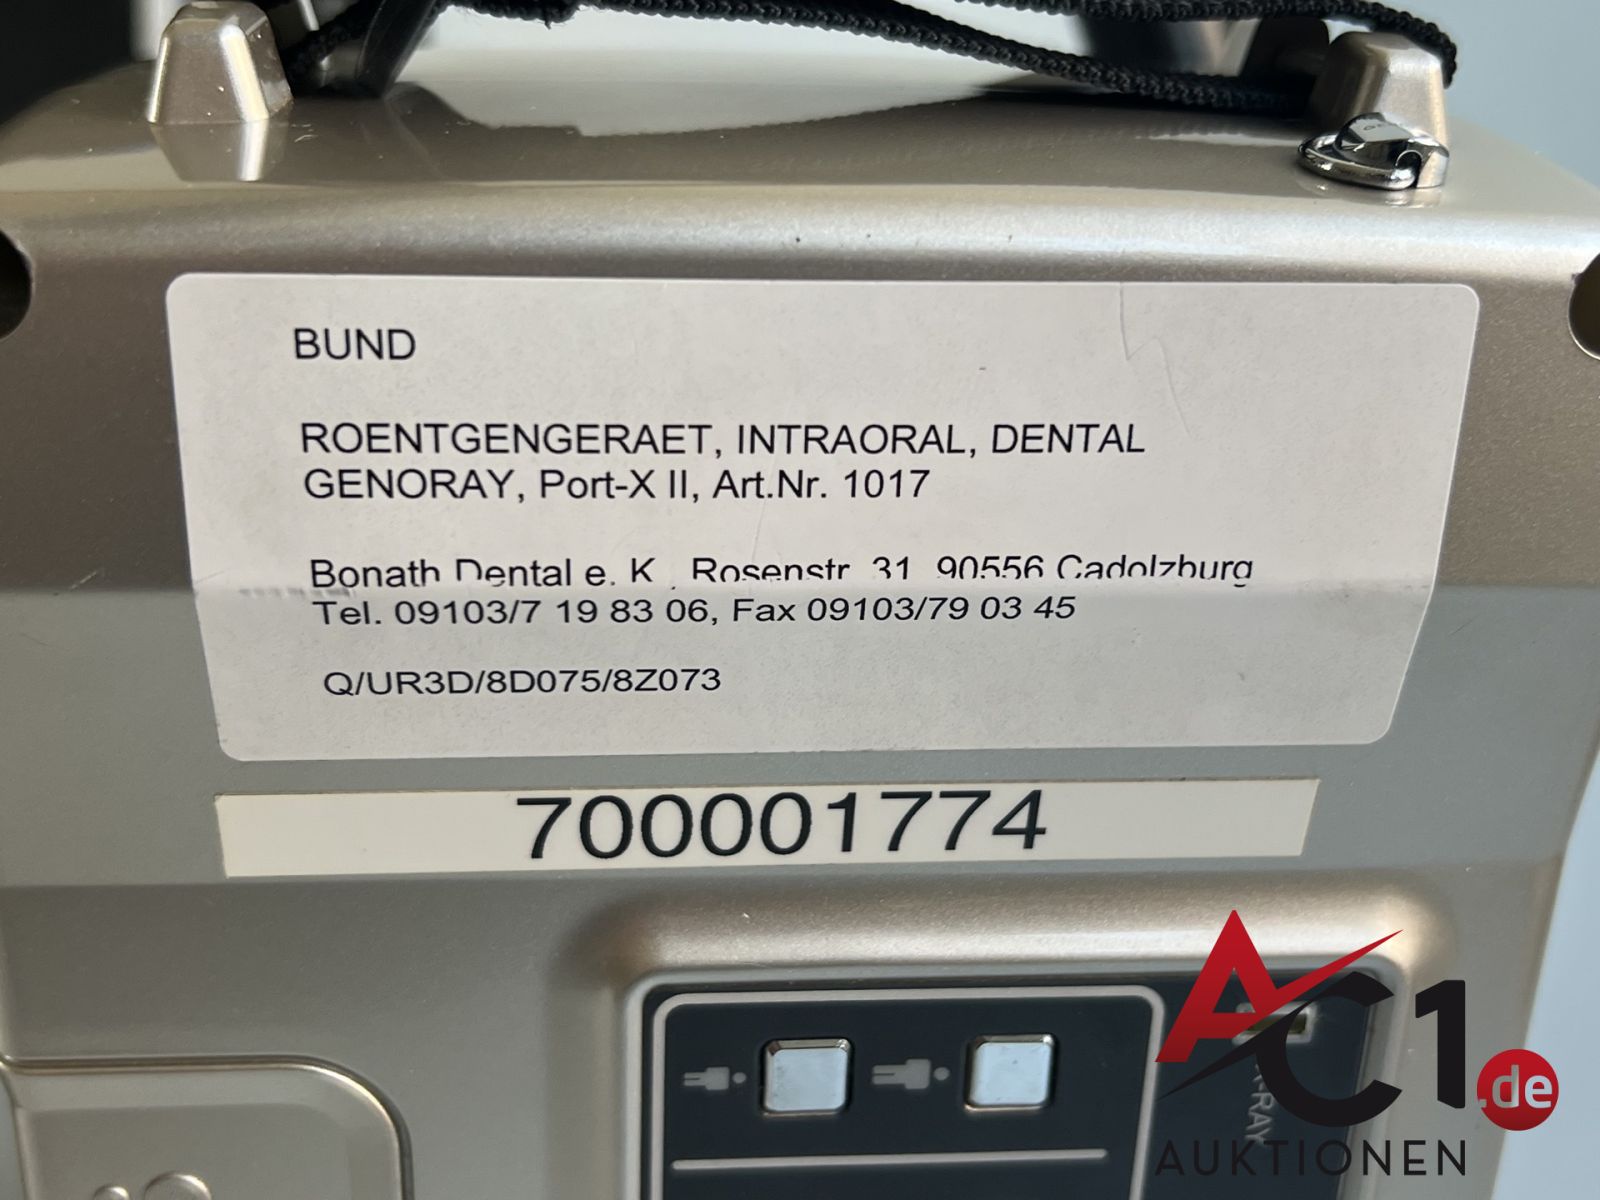 BUND
ROENTGENGERAET, INTRAORAL, DENTAL
GENORAY, Port-X II, Art.Nr. 1017
Bonath Dental e. K., Rosenstr. 31, 90556 Cadolzburg
Tel. 09103/7 19 83 06, Fax 09103/79 03 45
Q/UR3D/8D075/8Z073
700001774
AC1.de
AUKTIONEN